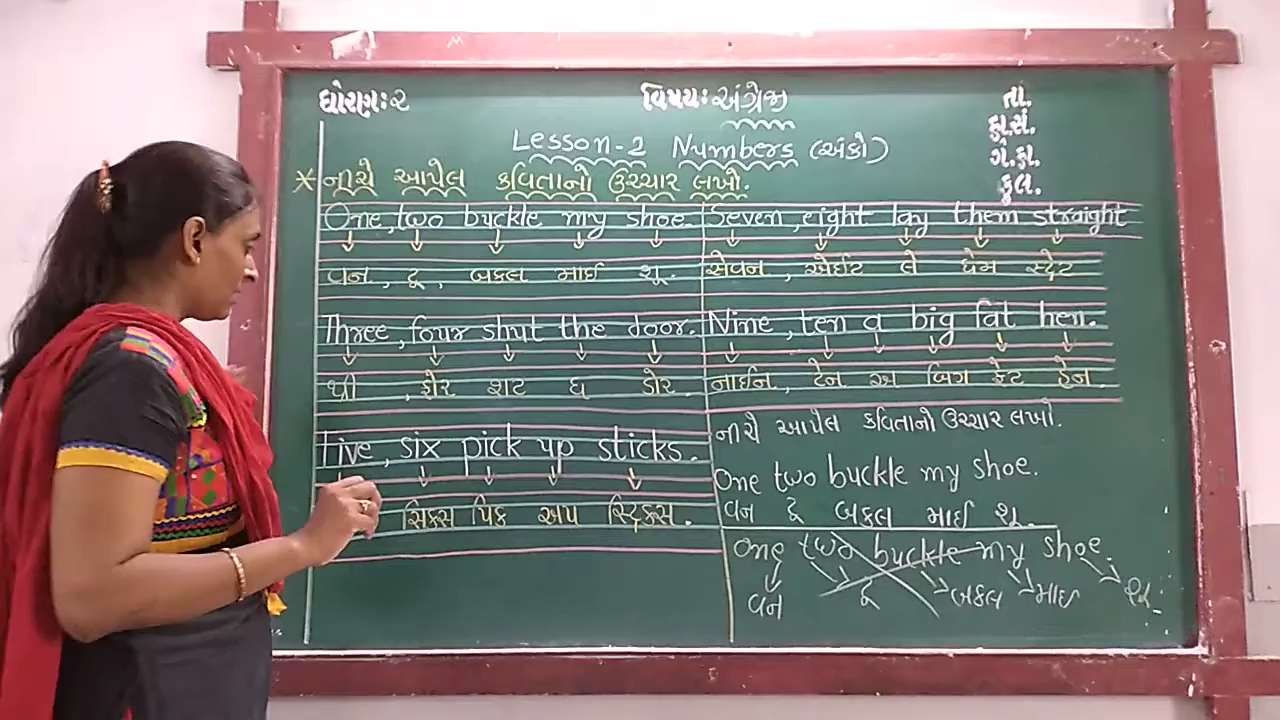 ધોરણઃ ૨
વિષયઃ અંગ્રેજી
તા.
હા.સં.
ગે.હા.
કુલ.
Lesson-2 Numbers (અંકો)
* નીચે આપેલ કવિતાનો ઉચ્ચાર લખો.
One, two buckle my shoe.
વન, ટૂ, બકલ માઈ શૂ.
Three, four shut the door.
થ્રી, ફોર શટ ધ ડોર.
Five, six pick up sticks.
સિક્સ પિક અપ સ્ટિક્સ.
Seven, eight lay them straight
સેવન, એઈટ લે ધેમ સ્ટ્રેટ
Nine, ten a big fat hen.
નાઈન, ટેન અ બિગ ફેટ હેન.
નીચે આપેલ કવિતાનો ઉચ્ચાર લખો.
One two buckle my shoe.
વન ટૂ બકલ માઈ શૂ.
One two buckle my shoe.
વન ટૂ બકલ માઈ શૂ.